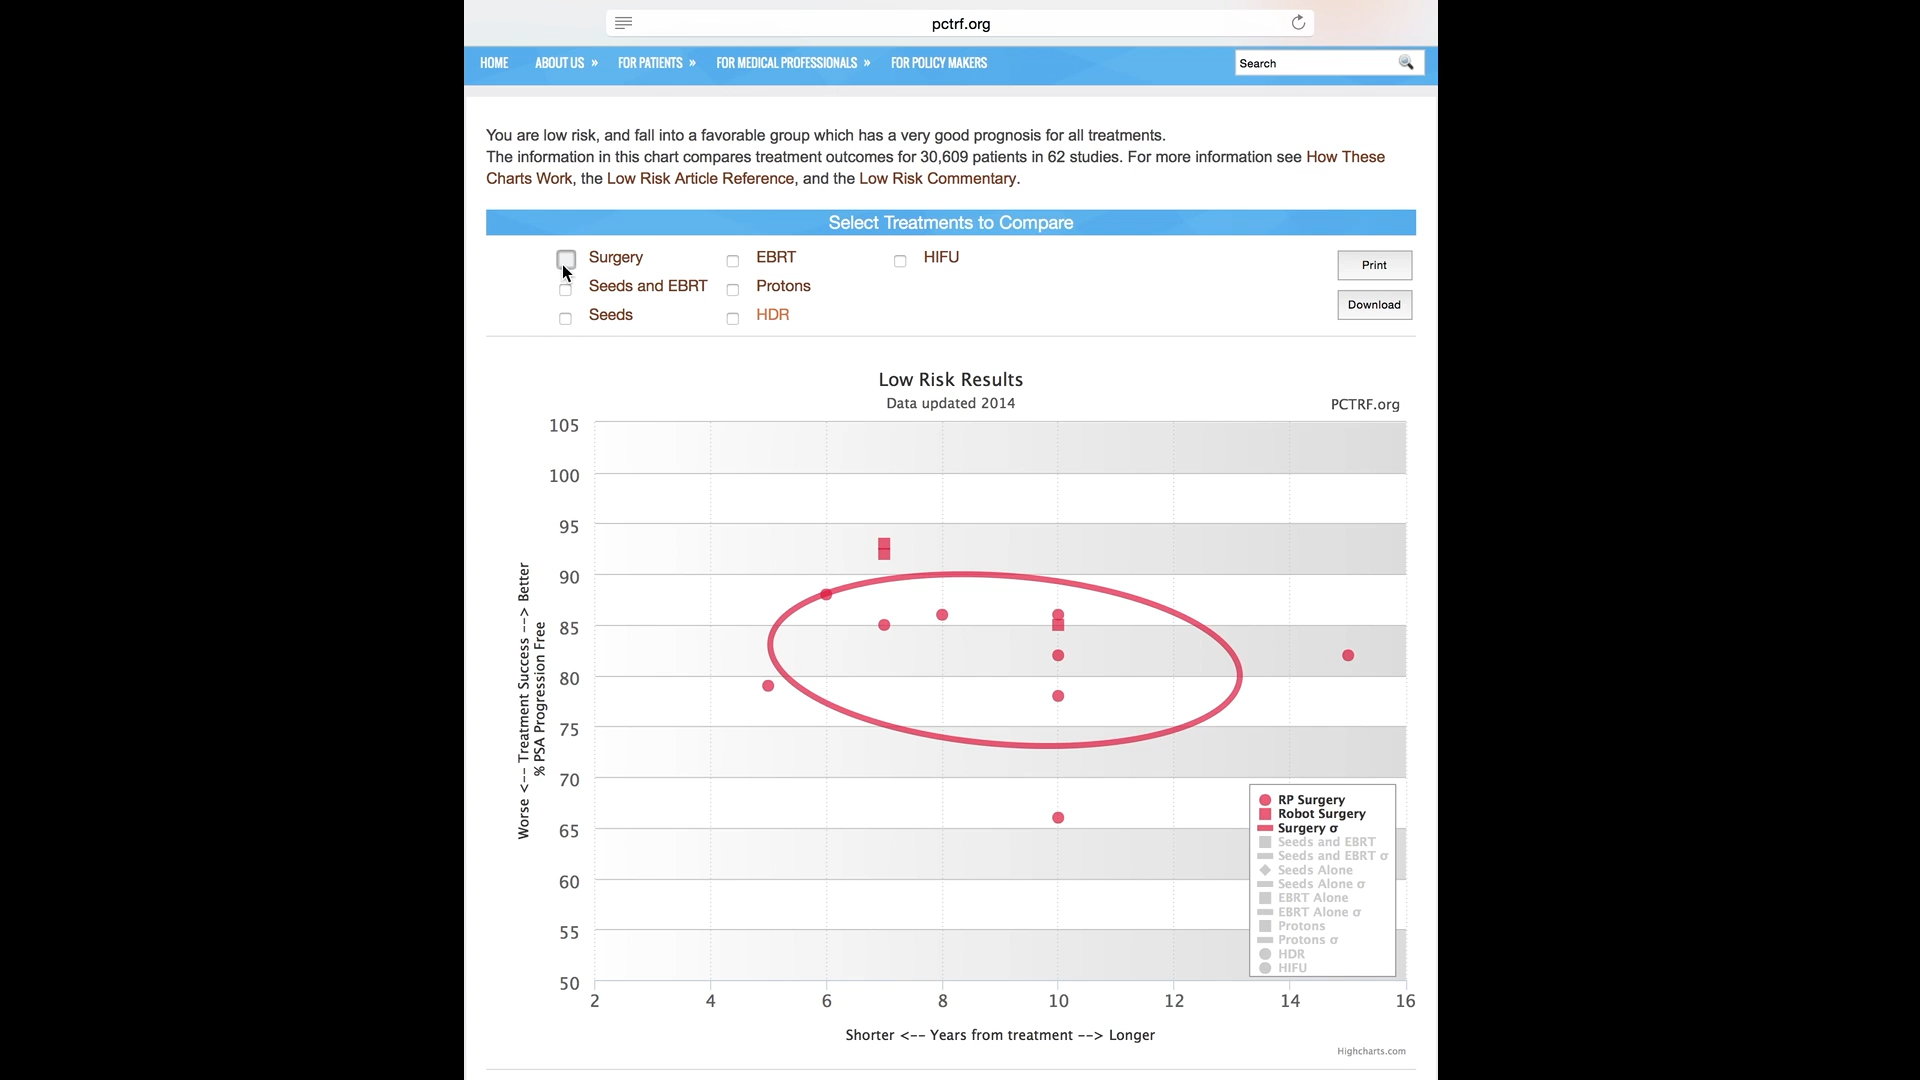 pctrf.org
HOME ABOUT US » FOR PATIENTS » FOR MEDICAL PROFESSIONALS » FOR POLICY MAKERS Search
You are low risk, and fall into a favorable group which has a very good prognosis for all treatments.
The information in this chart compares treatment outcomes for 30,609 patients in 62 studies. For more information see How These
Charts Work, the Low Risk Article Reference, and the Low Risk Commentary.
Select Treatments to Compare
Surgery EBRT HIFU
Print
Seeds and EBRT Protons
Download
Seeds HDR
Low Risk Results
Data updated 2014
PCTRF.org
105
100
95
90
85
80
75
70
65
60
55
50
Worse <-- Treatment Success --> Better
% PSA Progression Free
RP Surgery
Robot Surgery
Surgery σ
Seeds and EBRT
Seeds and EBRT σ
Seeds Alone
Seeds Alone σ
EBRT Alone
EBRT Alone σ
Protons
Protons σ
HDR
HIFU
2 4 6 8 10 12 14 16
Shorter <-- Years from treatment --> Longer
Highcharts.com